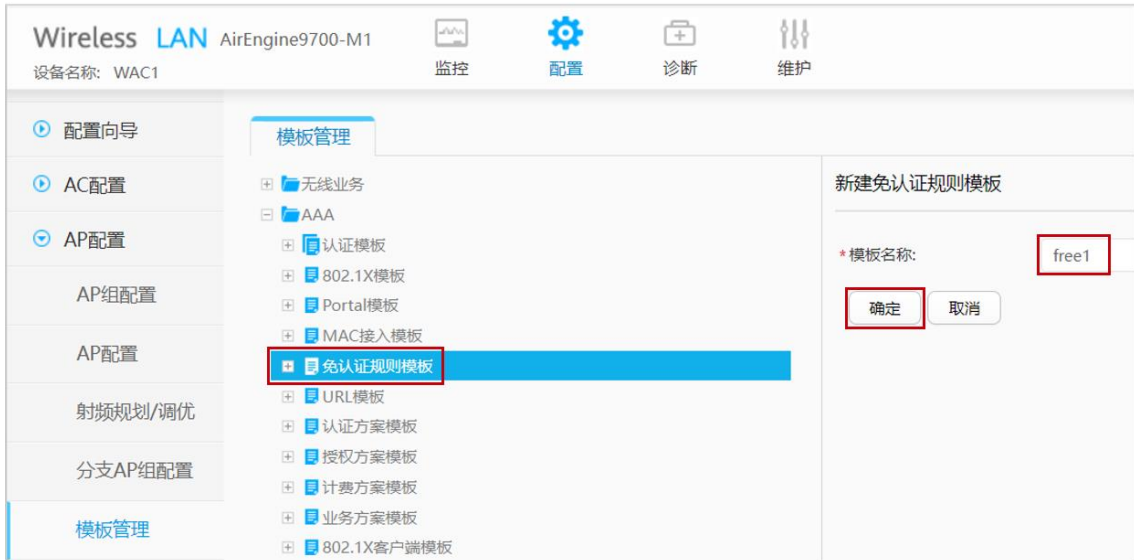 Wireless LAN AirEngine9700-M1
设备名称: WAC1
监控
配置
诊断
维护
配置向导
AC配置
AP配置
AP组配置
AP配置
射频规划/调优
分支AP组配置
模板管理
模板管理
无线业务
AAA
认证模板
802.1X模板
Portal模板
MAC接入模板
免认证规则模板
URL模板
认证方案模板
授权方案模板
计费方案模板
业务方案模板
802.1X客户端模板
新建免认证规则模板
*模板名称: free1
确定 取消